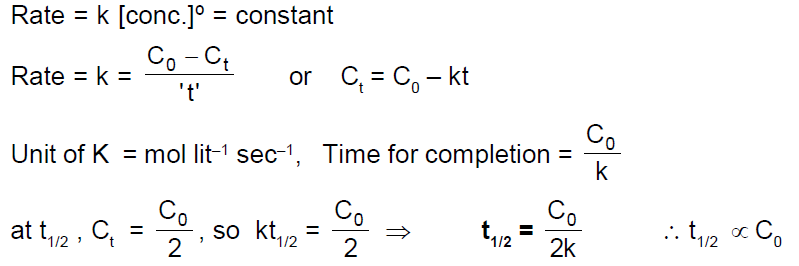 Rate = k [conc.]º = constant
Rate = k = (C₀ – Cₜ) / 't' or Cₜ = C₀ – kt
Unit of K = mol lit⁻¹ sec⁻¹, Time for completion = C₀ / k
at t₁/₂ , Cₜ = C₀ / 2 , so kt₁/₂ = C₀ / 2 ⇒ t₁/₂ = C₀ / 2k ∴ t₁/₂ ∝ C₀